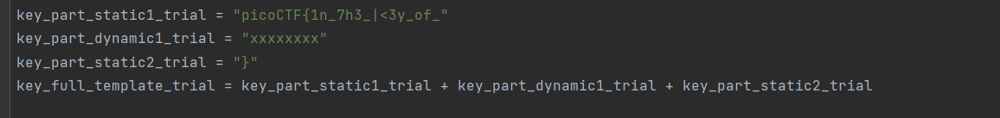 key_part_static1_trial = "picoCTF{1n_7h3_|<3y_of_"
key_part_dynamic1_trial = "xxxxxxxx"
key_part_static2_trial = "}"
key_full_template_trial = key_part_static1_trial + key_part_dynamic1_trial + key_part_static2_trial